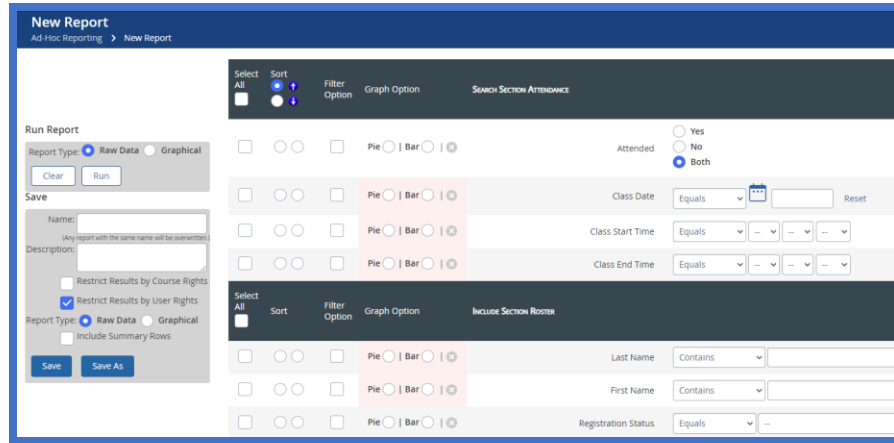 New Report
Ad-Hoc Reporting > New Report
Select All Sort Filter Option Graph Option Search Section Attendance
Run Report
Report Type: Raw Data Graphical
Clear Run
Pie | Bar | Attended Yes No Both
Save
Pie | Bar | Class Date Equals Reset
Name:
(Any report with the same name will be overwritten.)
Pie | Bar | Class Start Time Equals -- -- --
Description:
Pie | Bar | Class End Time Equals -- -- --
Restrict Results by Course Rights
Restrict Results by User Rights
Report Type: Raw Data Graphical
Include Summary Rows
Save Save As
Select All Sort Filter Option Graph Option Include Section Roster
Pie | Bar | Last Name Contains
Pie | Bar | First Name Contains
Pie | Bar | Registration Status Equals --